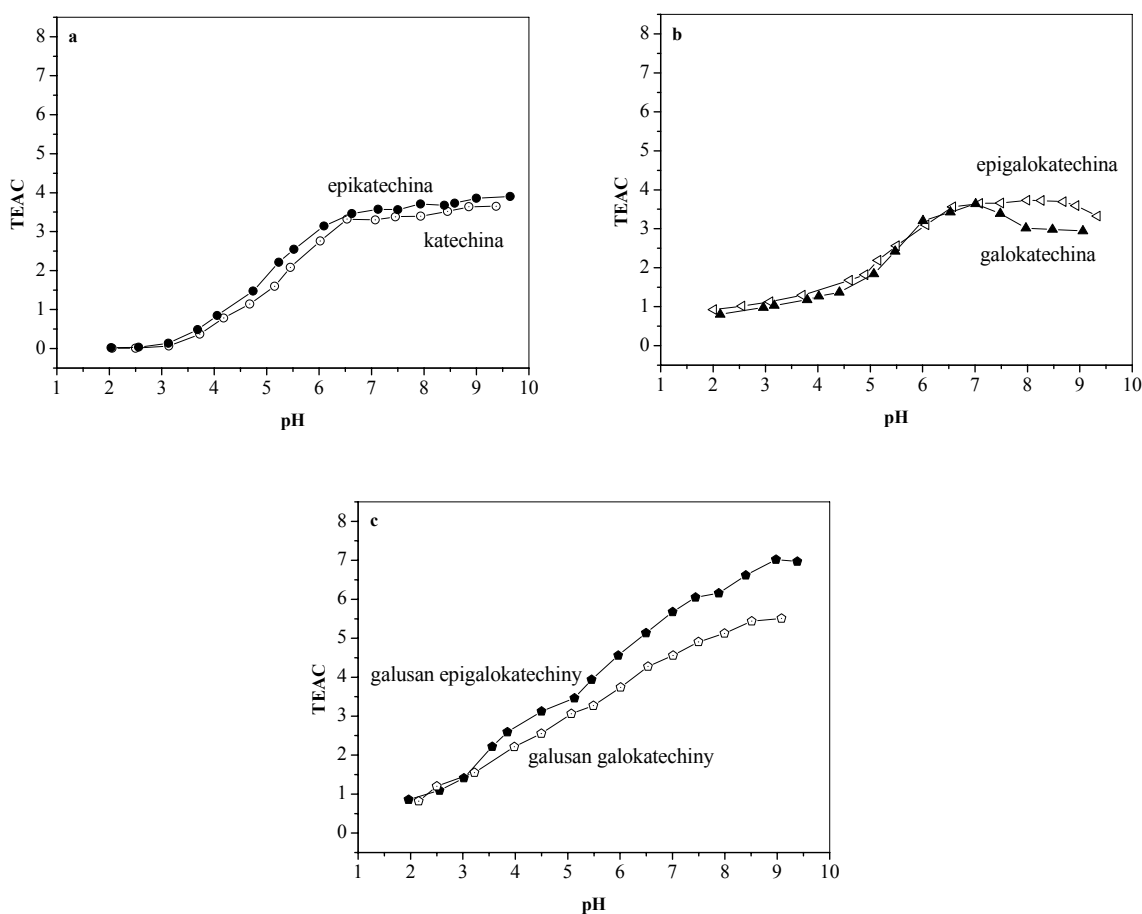 a
8
7
6
5
4
3
2
1
0
TEAC
epikatechina
katechina
1 2 3 4 5 6 7 8 9 10
pH
b
8
7
6
5
4
3
2
1
0
TEAC
epigalokatechina
galokatechina
1 2 3 4 5 6 7 8 9 10
pH
c
8
7
6
5
4
3
2
1
0
TEAC
galusan epigalokatechiny
galusan galokatechiny
1 2 3 4 5 6 7 8 9 10
pH